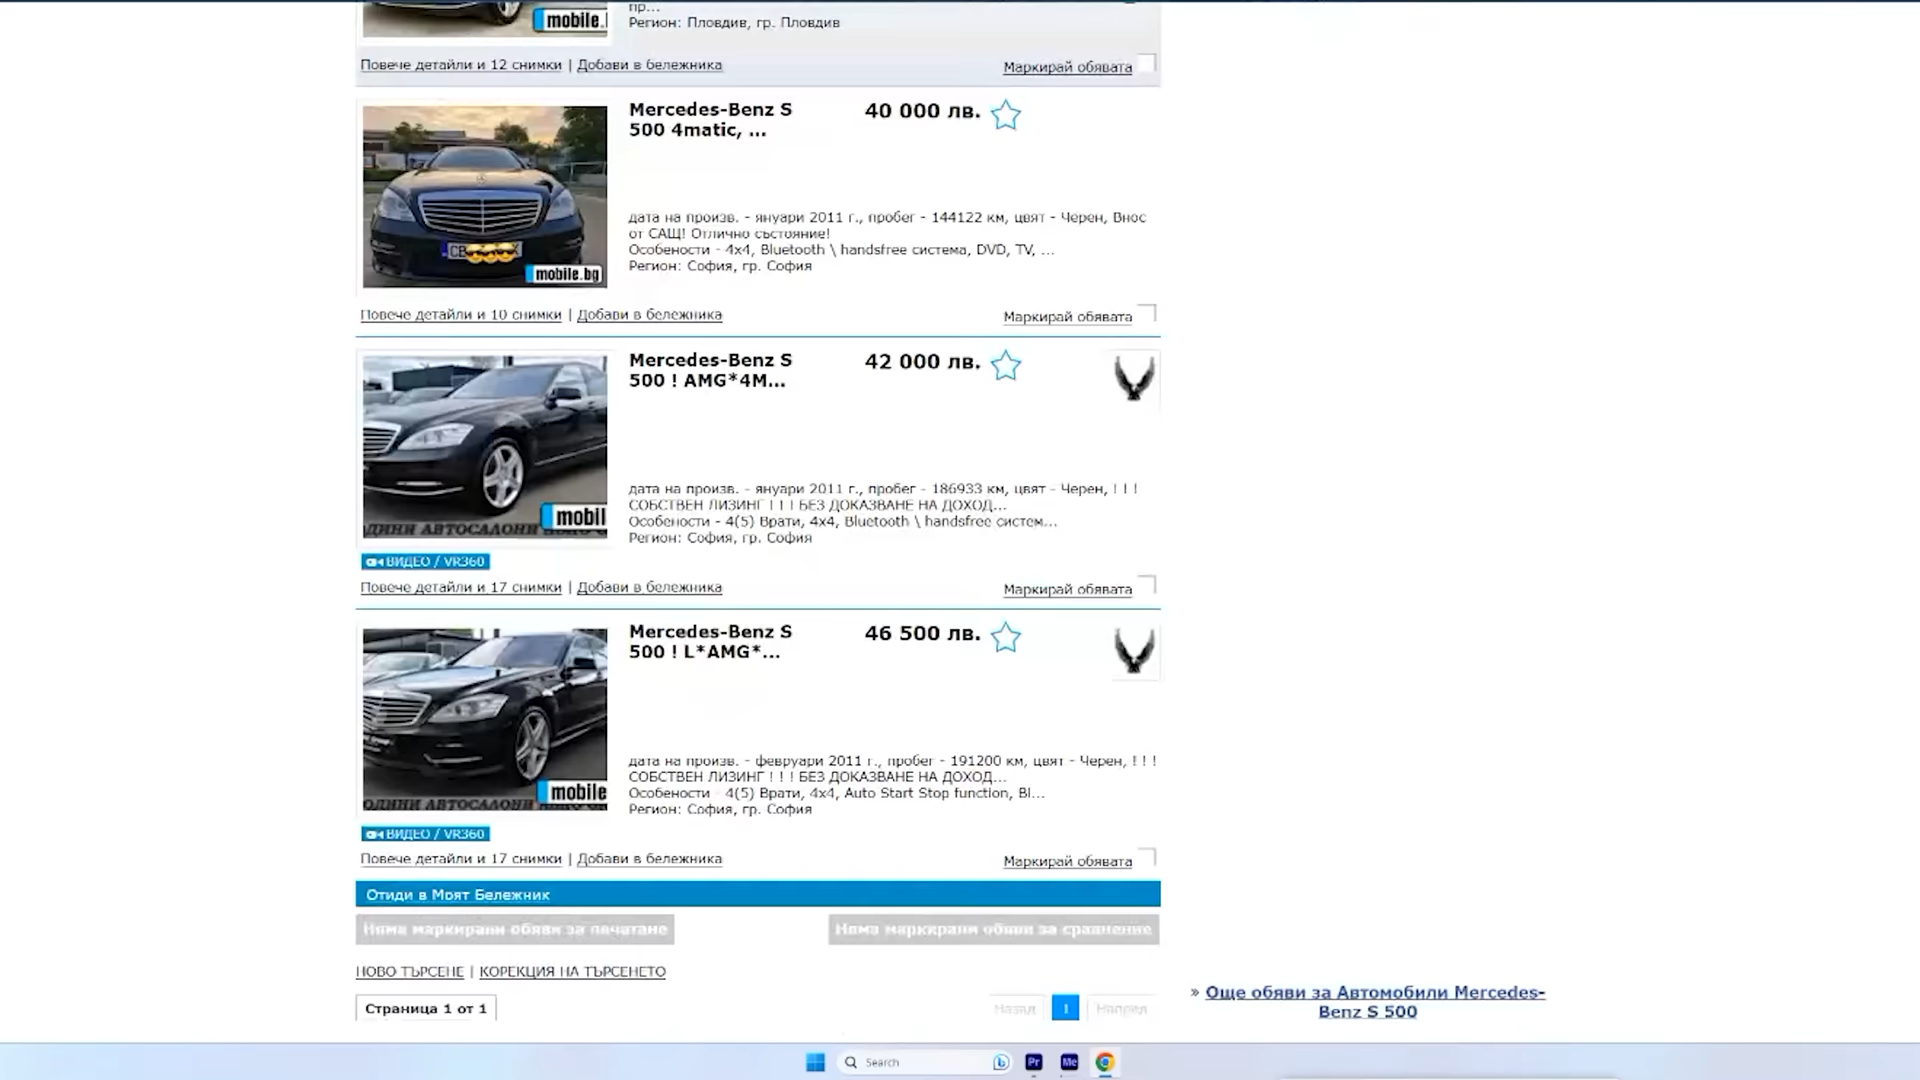 пр...
mobile.
Регион: Пловдив, гр. Пловдив
Повече детайли и 12 снимки | Добави в бележника
Маркирай обявата
Mercedes-Benz S
500 4matic, ...
40 000 лв.
дата на произв. - януари 2011 г., пробег - 144122 км, цвят - Черен, Внос
от САЩ! Отлично състояние!
Особености - 4x4, Bluetooth \ handsfree система, DVD, TV, ...
Регион: София, гр. София
mobile.bg
Повече детайли и 10 снимки | Добави в бележника
Маркирай обявата
Mercedes-Benz S
500 ! AMG*4M...
42 000 лв.
дата на произв. - януари 2011 г., пробег - 186933 км, цвят - Черен, ! ! !
СОБСТВЕН ЛИЗИНГ ! ! ! БЕЗ ДОКАЗВАНЕ НА ДОХОД...
Особености - 4(5) Врати, 4x4, Bluetooth \ handsfree систем...
Регион: София, гр. София
mobil
ОДИНИ АВТОСАЛОНИ
ВИДЕО / VR360
Повече детайли и 17 снимки | Добави в бележника
Маркирай обявата
Mercedes-Benz S
500 ! L*AMG*...
46 500 лв.
дата на произв. - февруари 2011 г., пробег - 191200 км, цвят - Черен, ! ! !
СОБСТВЕН ЛИЗИНГ ! ! ! БЕЗ ДОКАЗВАНЕ НА ДОХОД...
Особености - 4(5) Врати, 4x4, Auto Start Stop function, Bl...
Регион: София, гр. София
mobile
ОДИНИ АВТОСАЛОНИ
ВИДЕО / VR360
Повече детайли и 17 снимки | Добави в бележника
Маркирай обявата
Отиди в Моят Бележник
Няма маркирани обяви за печатане
Няма маркирани обяви за сравнение
НОВО ТЪРСЕНЕ | КОРЕКЦИЯ НА ТЪРСЕНЕТО
Страница 1 от 1
Назад
1
Напред
» Още обяви за Автомобили Mercedes-
Benz S 500
Search
Pr
Me